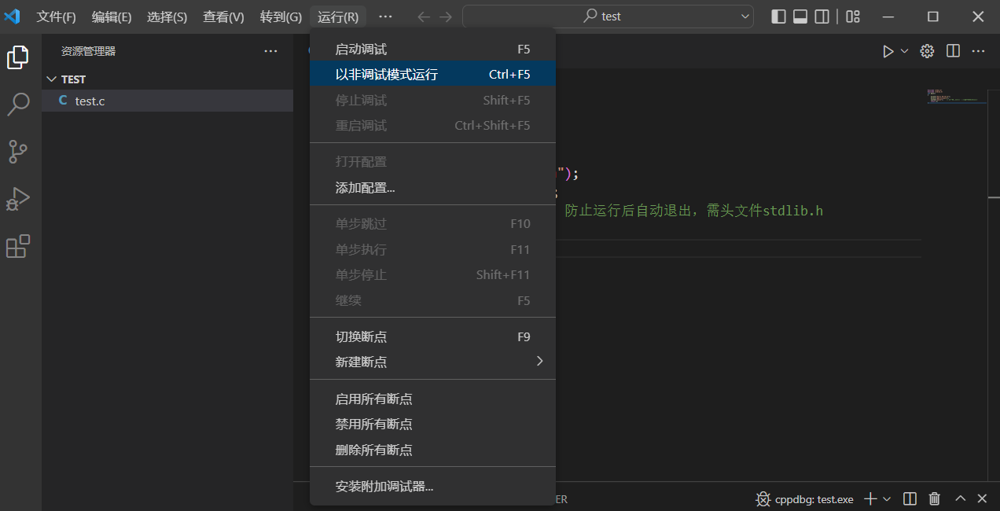 文件(F) 编辑(E) 选择(S) 查看(V) 转到(G) 运行(R) ··· test
资源管理器 ···
TEST
C test.c
启动调试 F5
以非调试模式运行 Ctrl+F5
停止调试 Shift+F5
重启调试 Ctrl+Shift+F5
打开配置
添加配置...
单步跳过 F10
单步执行 F11
单步停止 Shift+F11
继续 F5
切换断点 F9
新建断点
启用所有断点
禁用所有断点
删除所有断点
安装附加调试器...
");
防止运行后自动退出，需头文件stdlib.h
ER cppdbg: test.exe